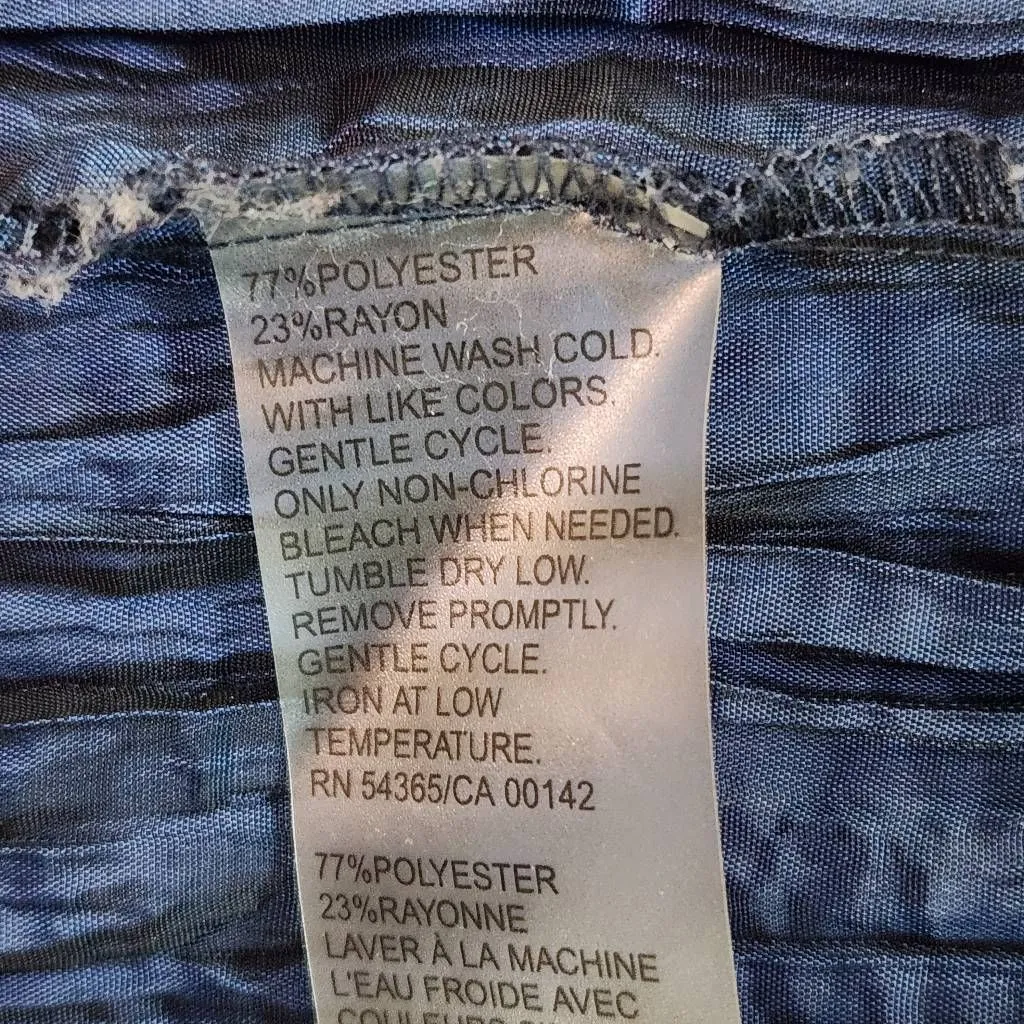 77%POLYESTER
23%RAYON
MACHINE WASH COLD.
WITH LIKE COLORS.
GENTLE CYCLE.
ONLY NON-CHLORINE
BLEACH WHEN NEEDED.
TUMBLE DRY LOW.
REMOVE PROMPTLY.
GENTLE CYCLE.
IRON AT LOW
TEMPERATURE.
RN 54365/CA 00142
77%POLYESTER
23%RAYONNE
LAVER À LA MACHINE
L'EAU FROIDE AVEC
COULEURS